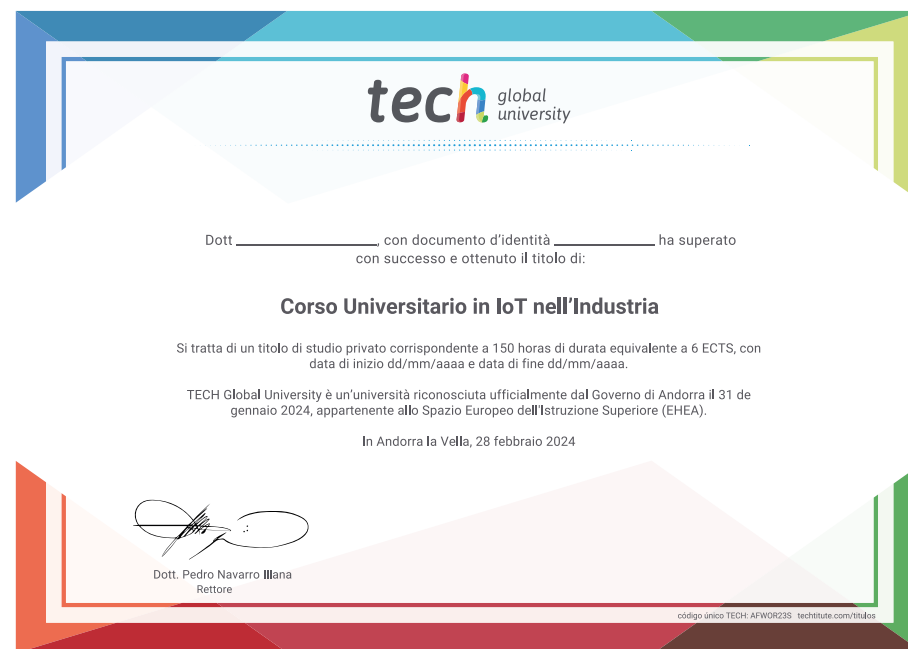 tech global
university
Dott ________________, con documento d'identità ____________ ha superato
con successo e ottenuto il titolo di:
Corso Universitario in IoT nell'Industria
Si tratta di un titolo di studio privato corrispondente a 150 horas di durata equivalente a 6 ECTS, con
data di inizio dd/mm/aaaa e data di fine dd/mm/aaaa.
TECH Global University è un'università riconosciuta ufficialmente dal Governo di Andorra il 31 de
gennaio 2024, appartenente allo Spazio Europeo dell'Istruzione Superiore (EHEA).
In Andorra la Vella, 28 febbraio 2024
Dott. Pedro Navarro Illana
Rettore
código único TECH: AFWOR23S techtitute.com/titulos